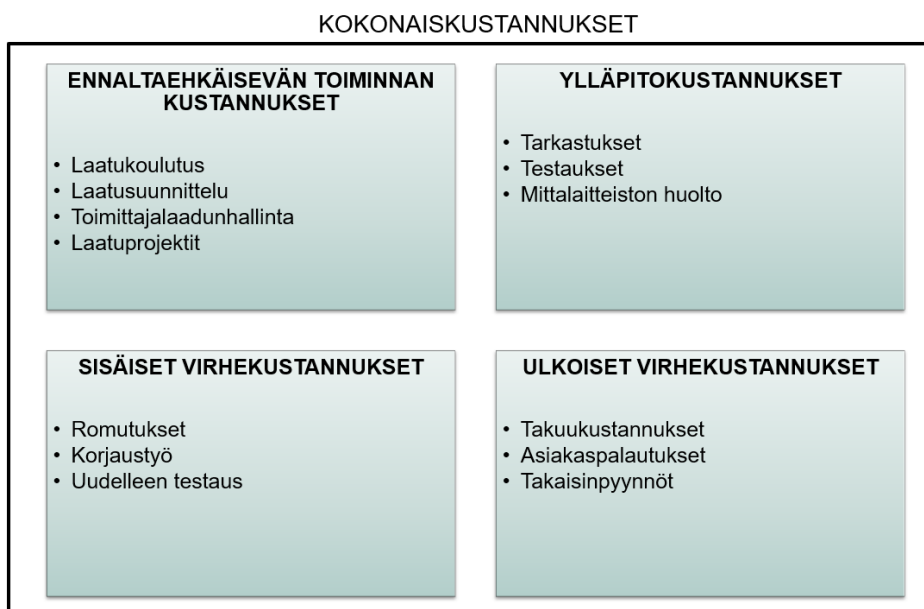 KOKONAISKUSTANNUKSET
ENNALTAEHKÄISEVÄN TOIMINNAN
KUSTANNUKSET
• Laatukoulutus
• Laatusuunnittelu
• Toimittajalaadunhallinta
• Laatuprojektit
YLLÄPITOKUSTANNUKSET
• Tarkastukset
• Testaukset
• Mittalaitteiston huolto
SISÄISET VIRHEKUSTANNUKSET
• Romutukset
• Korjaustyö
• Uudelleen testaus
ULKOISET VIRHEKUSTANNUKSET
• Takuukustannukset
• Asiakaspalautukset
• Takaisinpyynnöt